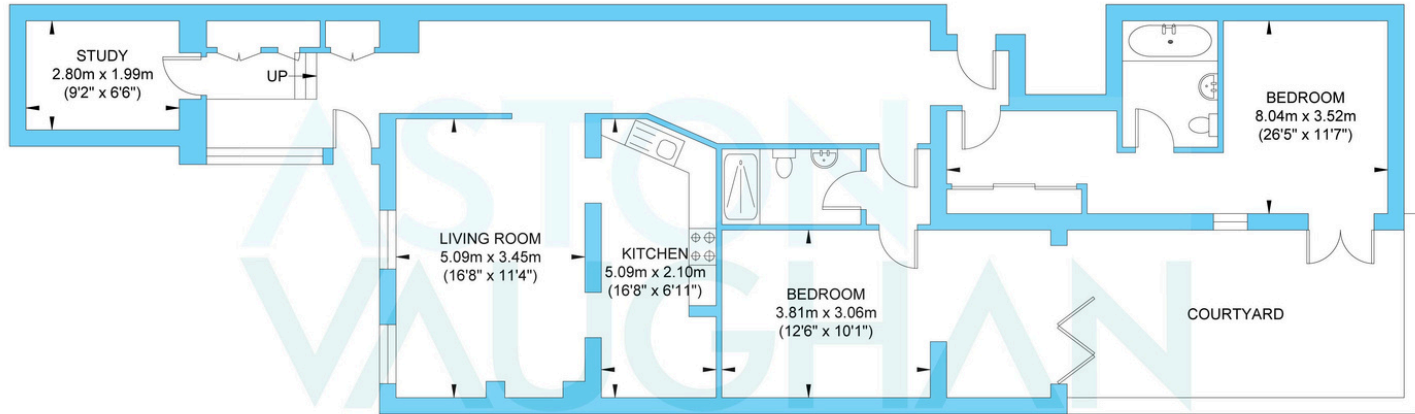 STUDY
2.80m x 1.99m
(9'2" x 6'6")
UP
BEDROOM
8.04m x 3.52m
(26'5" x 11'7")
LIVING ROOM
5.09m x 3.45m
(16'8" x 11'4")
KITCHEN
5.09m x 2.10m
(16'8" x 6'11")
BEDROOM
3.81m x 3.06m
(12'6" x 10'1")
COURTYARD
ASTON
VAUGHAN